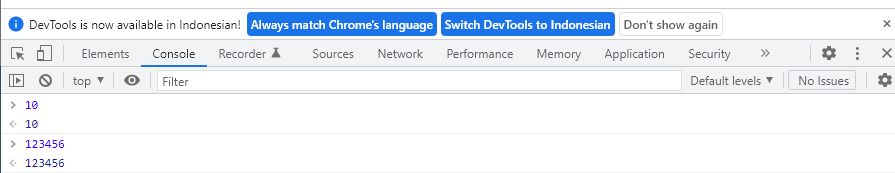 DevTools is now available in Indonesian! Always match Chrome's language Switch DevTools to Indonesian Don't show again
Elements Console Recorder Sources Network Performance Memory Application Security
top Filter Default levels No Issues
10
10
123456
123456